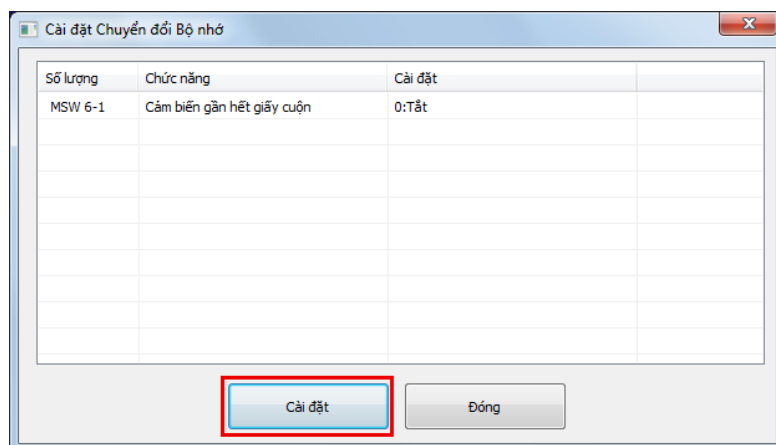 Cài đặt Chuyển đổi Bộ nhớ
Số lượng Chức năng Cài đặt
MSW 6-1 Cảm biến gần hết giấy cuộn 0:Tắt
Cài đặt Đóng